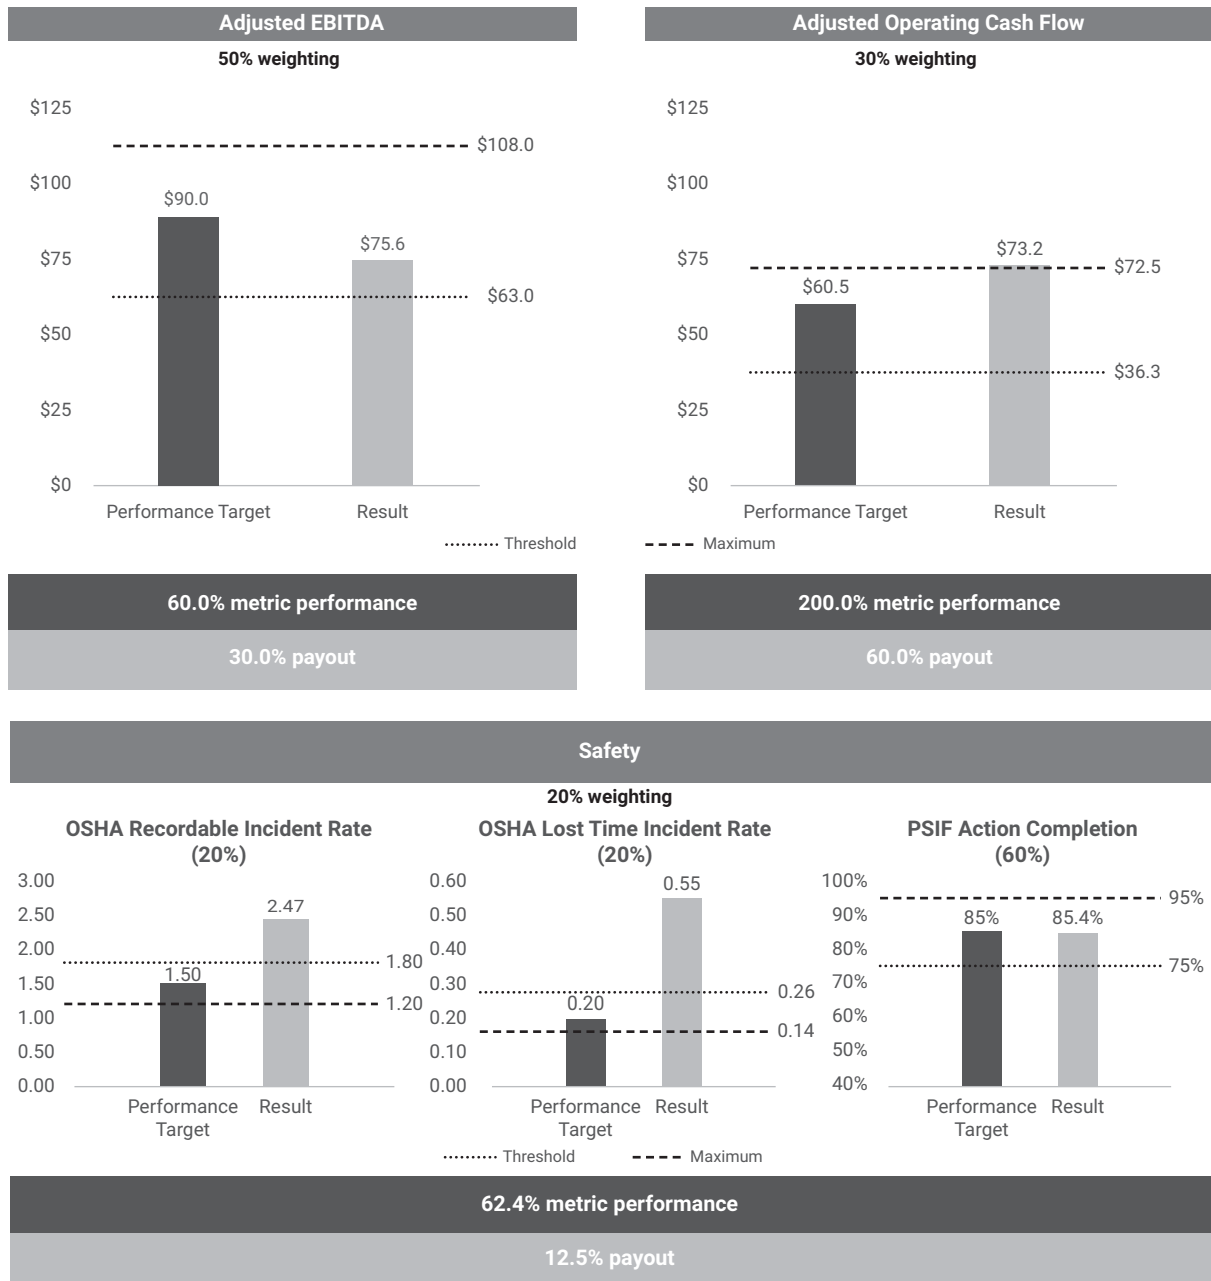 Adjusted EBITDA
50% weighting
$125
$108.0
$100
$90.0
$75.6
$75
$63.0
$50
$25
$0
Performance Target
Result
Adjusted Operating Cash Flow
30% weighting
$125
$100
$75
$73.2
$72.5
$60.5
$50
$36.3
$25
$0
Performance Target
Result
Threshold
Maximum
60.0% metric performance
30.0% payout
200.0% metric performance
60.0% payout
Safety
20% weighting
OSHA Recordable Incident Rate
(20%)
3.00
2.50
2.47
2.00
1.80
1.50
1.50
1.20
1.00
0.50
0.00
Performance
Target
Result
OSHA Lost Time Incident Rate
(20%)
0.60
0.55
0.50
0.40
0.30
0.26
0.20
0.20
0.14
0.10
0.00
Performance
Target
Result
PSIF Action Completion
(60%)
100%
95%
90%
85%
85.4%
80%
75%
70%
60%
50%
40%
Performance
Target
Result
Threshold
Maximum
62.4% metric performance
12.5% payout